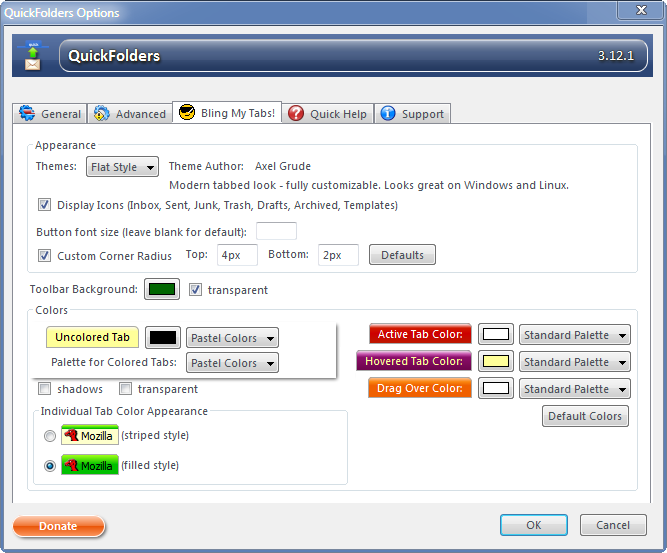 QuickFolders Options
QuickFolders 3.12.1
General Advanced Bling My Tabs! Quick Help Support
Appearance
Themes: Flat Style Theme Author: Axel Grude
Modern tabbed look - fully customizable. Looks great on Windows and Linux.
Display Icons (Inbox, Sent, Junk, Trash, Drafts, Archived, Templates)
Button font size (leave blank for default):
Custom Corner Radius Top: 4px Bottom: 2px Defaults
Toolbar Background: transparent
Colors
Uncolored Tab Pastel Colors
Palette for Colored Tabs: Pastel Colors
shadows transparent
Active Tab Color: Standard Palette
Hovered Tab Color: Standard Palette
Drag Over Color: Standard Palette
Default Colors
Individual Tab Color Appearance
Mozilla (striped style)
Mozilla (filled style)
Donate OK Cancel